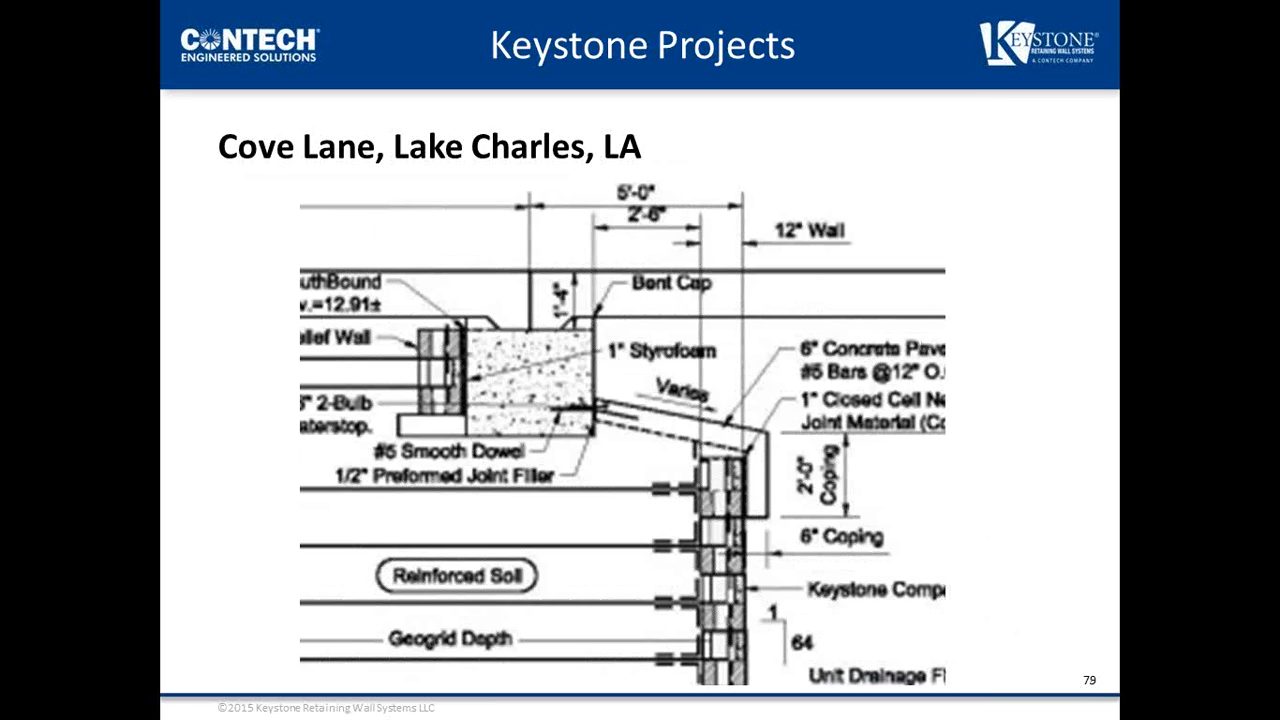 CONTECH®
ENGINEERED SOLUTIONS
Keystone Projects
KEYSTONE®
RETAINING WALL SYSTEMS
A CONTECH COMPANY
Cove Lane, Lake Charles, LA
5'-0"
2'-6"
12" Wall
uthBound
v.=12.91±
1'-4"
Bent Cap
lief Wall
1" Styrofoam
6" Concrete Pave
#5 Bars @12" O.
Varies
1" Closed Cell Ne
Joint Material (Co
2-Bulb
aterstop.
#5 Smooth Dowel
1/2" Preformed Joint Filler
2'-0"
Coping
6" Coping
Reinforced Soil
Keystone Comp
1
64
Geogrid Depth
Unit Drainage Fi
79
©2015 Keystone Retaining Wall Systems LLC